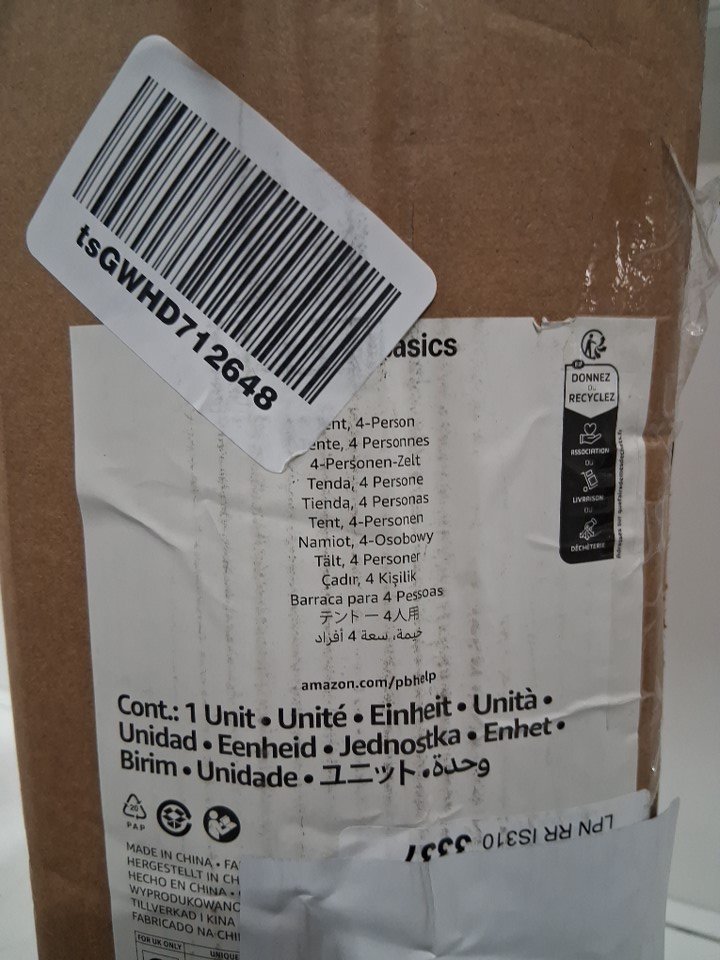 tsGWHD712648
asics
ent, 4-Person
ente, 4 Personnes
4-Personen-Zelt
Tenda, 4 Persone
Tienda, 4 Personas
Tent, 4-Personen
Namiot, 4-Osobowy
Tält, 4 Personer
Çadır, 4 Kişilik
Barraca para 4 Pessoas
テント — 4人用
خيمة، سعة 4 أفراد
amazon.com/pbhelp
Cont.: 1 Unit • Unité • Einheit • Unità •
Unidad • Eenheid • Jednostka • Enhet •
Birim • Unidade • ユニット • وحدة
FR
DONNEZ
OU
RECYCLEZ
ASSOCIATION
OU
LIVRAISON
OU
DÉCHÈTERIE
20
PAP
MADE IN CHINA • FA
HERGESTELLT IN CH
HECHO EN CHINA •
WYPRODUKOWANO
TILLVERKAD I KINA
FABRICADO NA CHI
FOR UK ONLY
UNIQUE
LPN RR IS310